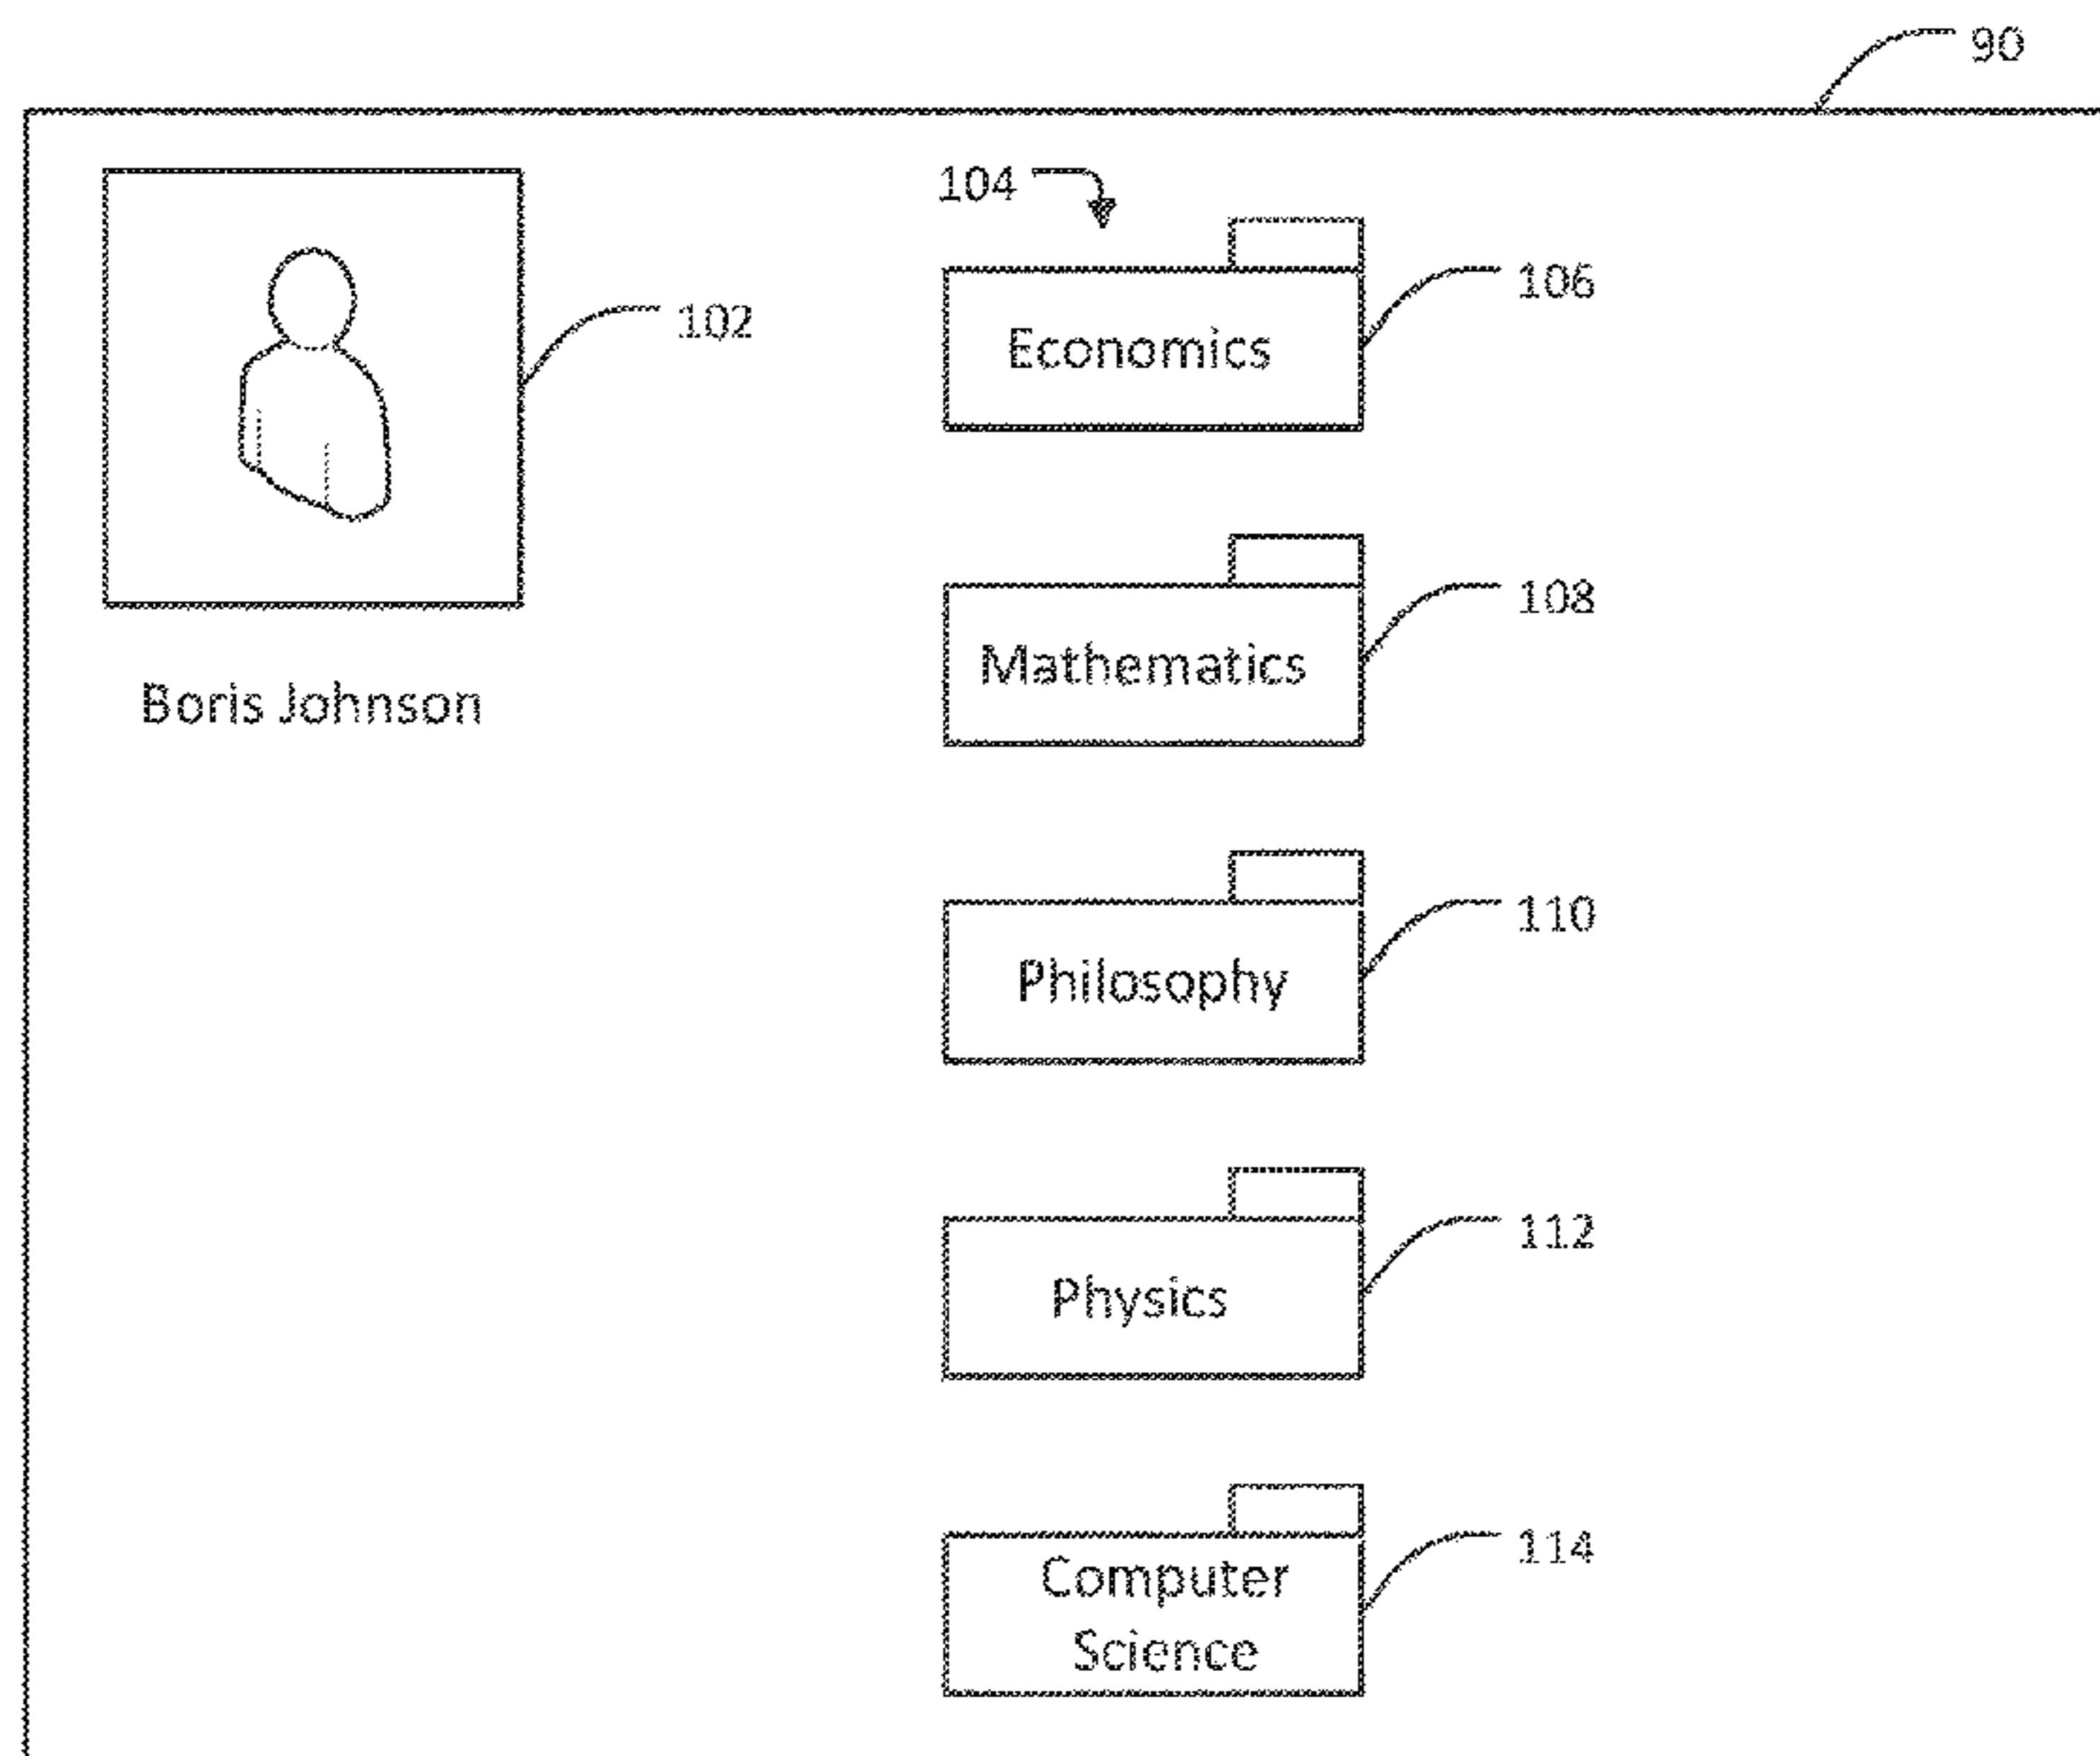 90
104
106
Economics
102
108
Mathematics
Boris Johnson
110
Philosophy
112
Physics
114
Computer
Science